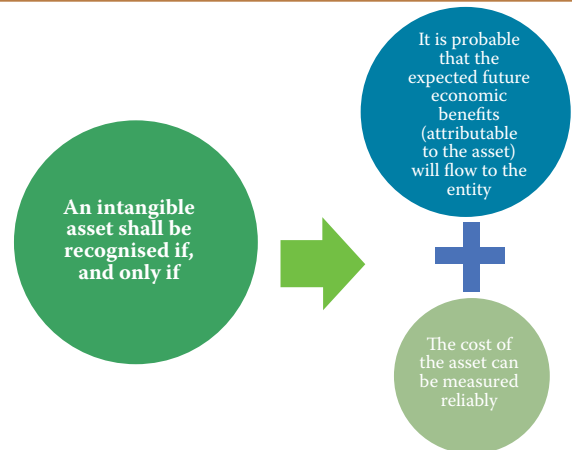 An intangible
asset shall be
recognised if,
and only if
It is probable
that the
expected future
economic
benefits
(attributable
to the asset)
will flow to the
entity
The cost of
the asset can
be measured
reliably